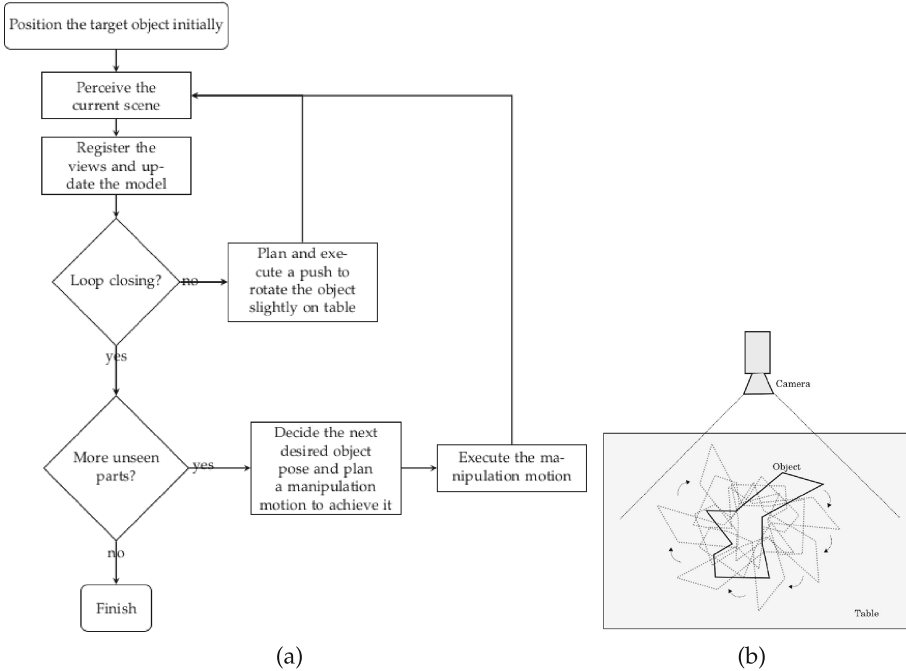 Position the target object initially
Perceive the
current scene
Register the
views and up-
date the model
Loop closing?
no
Plan and exe-
cute a push to
rotate the object
slightly on table
yes
More unseen
parts?
yes
Decide the next
desired object
pose and plan
a manipulation
motion to achieve it
Execute the ma-
nipulation motion
no
Finish
(a)
Camera
Object
Table
(b)